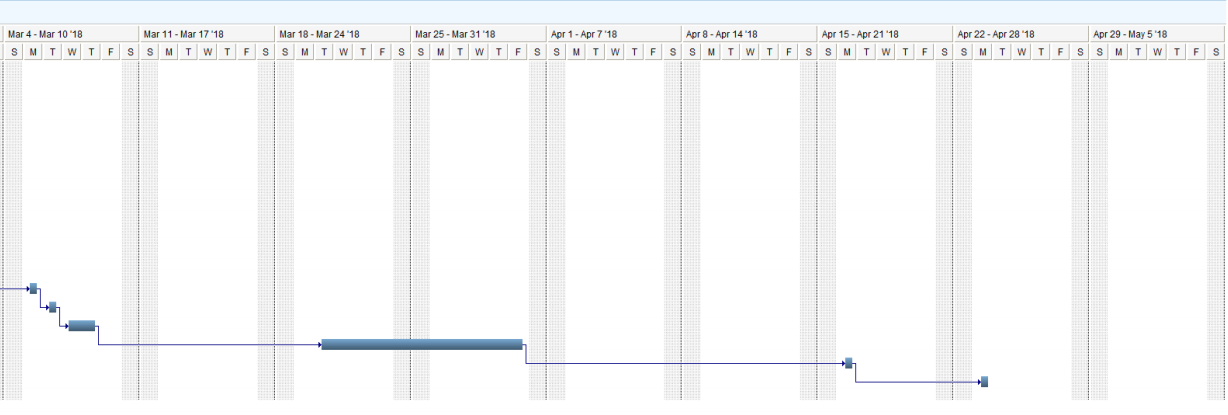 Mar 4 - Mar 10 '18 Mar 11 - Mar 17 '18 Mar 18 - Mar 24 '18 Mar 25 - Mar 31 '18 Apr 1 - Apr 7 '18 Apr 8 - Apr 14 '18 Apr 15 - Apr 21 '18 Apr 22 - Apr 28 '18 Apr 29 - May 5 '18
S M T W T F S S M T W T F S S M T W T F S S M T W T F S S M T W T F S S M T W T F S S M T W T F S S M T W T F S S M T W T F S